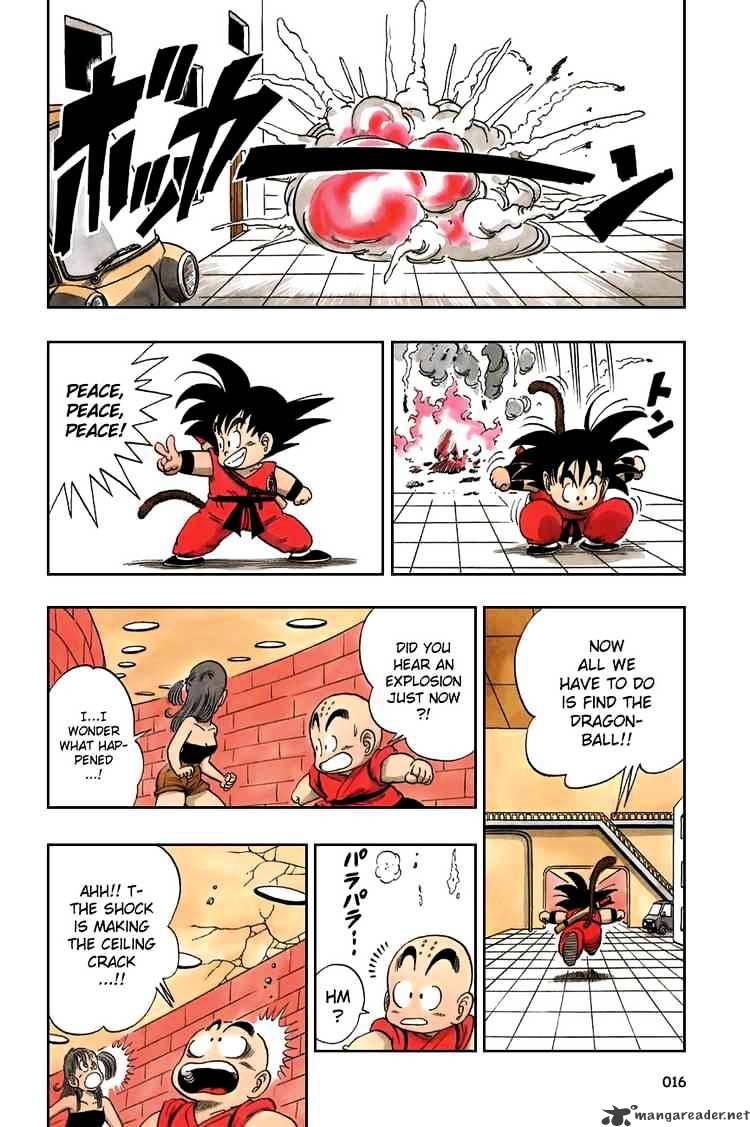 ボッカーン
トン
PEACE,
PEACE,
PEACE!
NOW
ALL WE
HAVE TO DO
IS FIND THE
DRAGON-
BALL!!
DID YOU
HEAR AN
EXPLOSION
JUST NOW
?!
I...I
WONDER
WHAT HAP-
PENED
...!
パラパラ...
HM
?
AHH!! T-
THE SHOCK
IS MAKING
THE CEILING
CRACK
...!!
016
mangareader.net